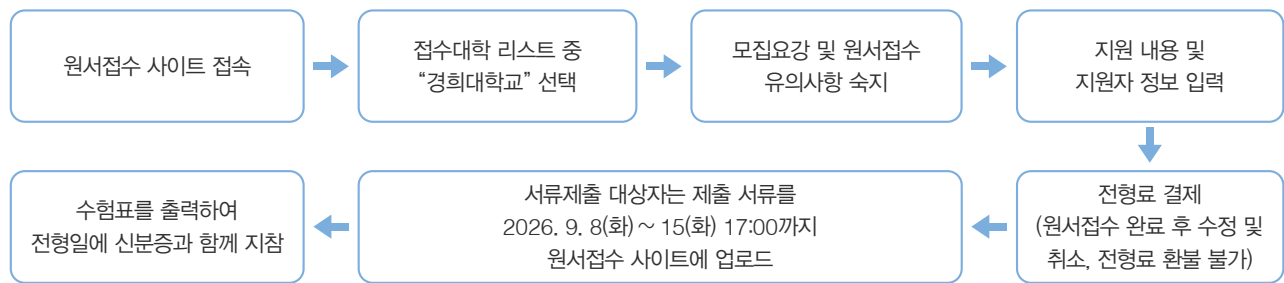 원서접수 사이트 접속
접수대학 리스트 중
“경희대학교” 선택
모집요강 및 원서접수
유의사항 숙지
지원 내용 및
지원자 정보 입력
전형료 결제
(원서접수 완료 후 수정 및
취소, 전형료 환불 불가)
서류제출 대상자는 제출 서류를
2026. 9. 8(화) ~ 15(화) 17:00까지
원서접수 사이트에 업로드
수험표를 출력하여
전형일에 신분증과 함께 지참